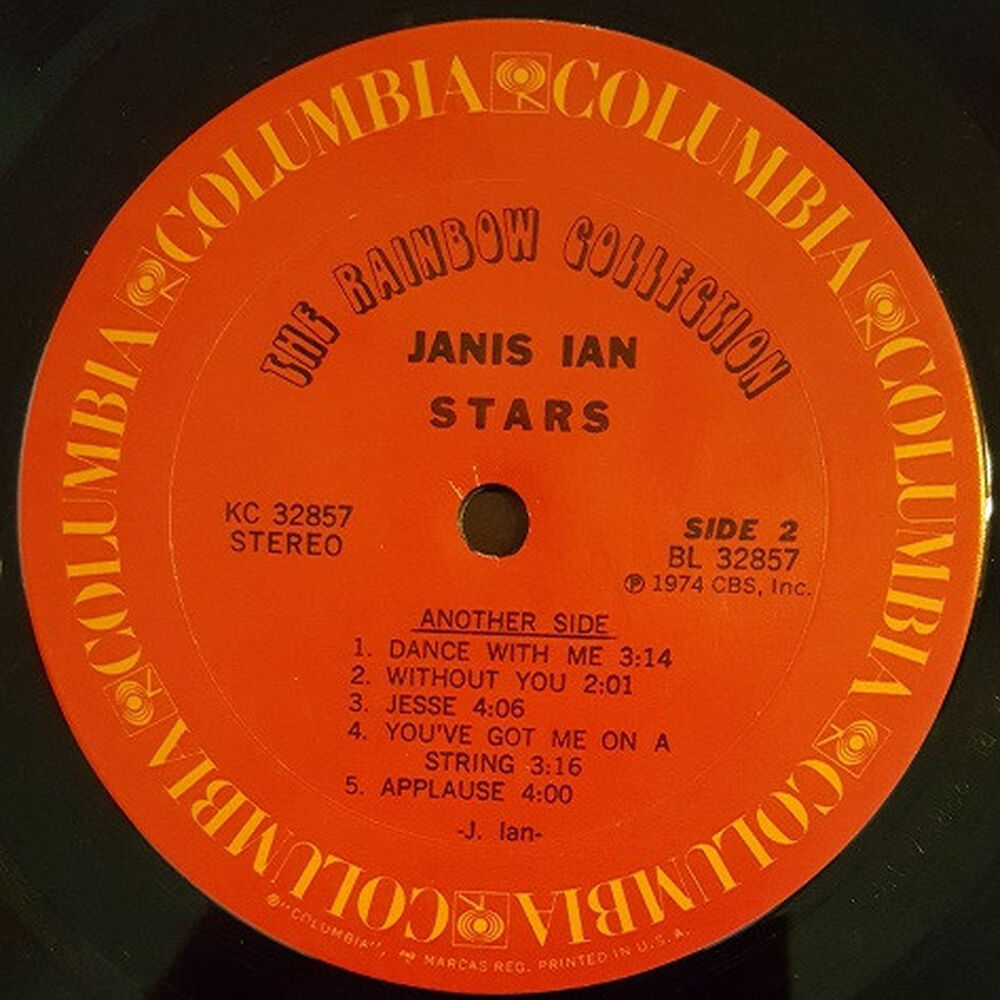 COLUMBIA COLUMBIA COLUMBIA COLUMBIA COLUMBIA COLUMBIA
THE RAINBOW COLLECTION
JANIS IAN
STARS
KC 32857
STEREO
SIDE 2
BL 32857
℗ 1974 CBS, Inc.
ANOTHER SIDE
1. DANCE WITH ME 3:14
2. WITHOUT YOU 2:01
3. JESSE 4:06
4. YOU'VE GOT ME ON A
STRING 3:16
5. APPLAUSE 4:00
-J. Ian-
®"COLUMBIA", MARCAS REG. PRINTED IN U.S.A.